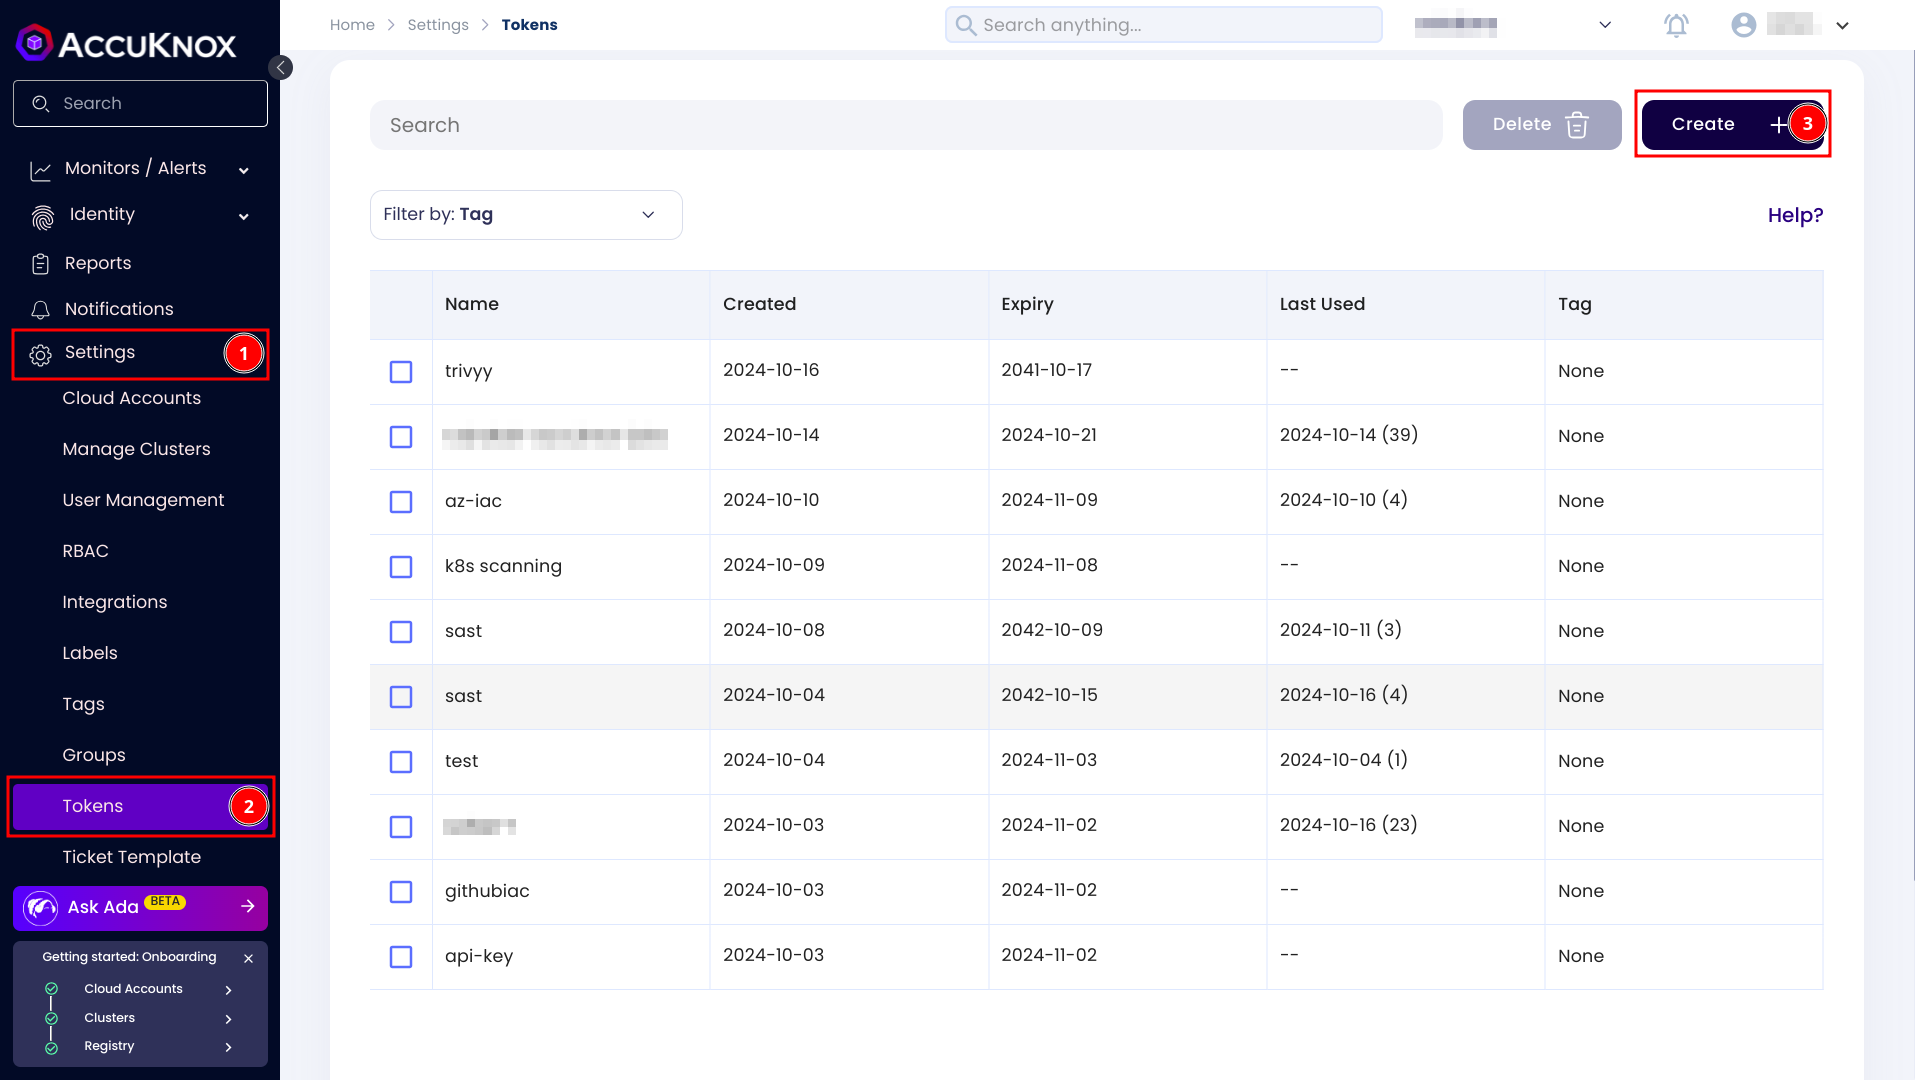 Home > Settings > Tokens
Search anything...
ACCUKNOX
Search
Monitors / Alerts
Identity
Reports
Notifications
Settings
1
Cloud Accounts
Manage Clusters
User Management
RBAC
Integrations
Labels
Tags
Groups
Tokens
2
Ticket Template
Ask Ada BETA
Getting started: Onboarding
Cloud Accounts
Clusters
Registry
Search
Delete
Create
3
Filter by: Tag
Help?
Name Created Expiry Last Used Tag
trivyy 2024-10-16 2041-10-17 -- None
2024-10-14 2024-10-21 2024-10-14 (39) None
az-iac 2024-10-10 2024-11-09 2024-10-10 (4) None
k8s scanning 2024-10-09 2024-11-08 -- None
sast 2024-10-08 2042-10-09 2024-10-11 (3) None
sast 2024-10-04 2042-10-15 2024-10-16 (4) None
test 2024-10-04 2024-11-03 2024-10-04 (1) None
2024-10-03 2024-11-02 2024-10-16 (23) None
githubiac 2024-10-03 2024-11-02 -- None
api-key 2024-10-03 2024-11-02 -- None